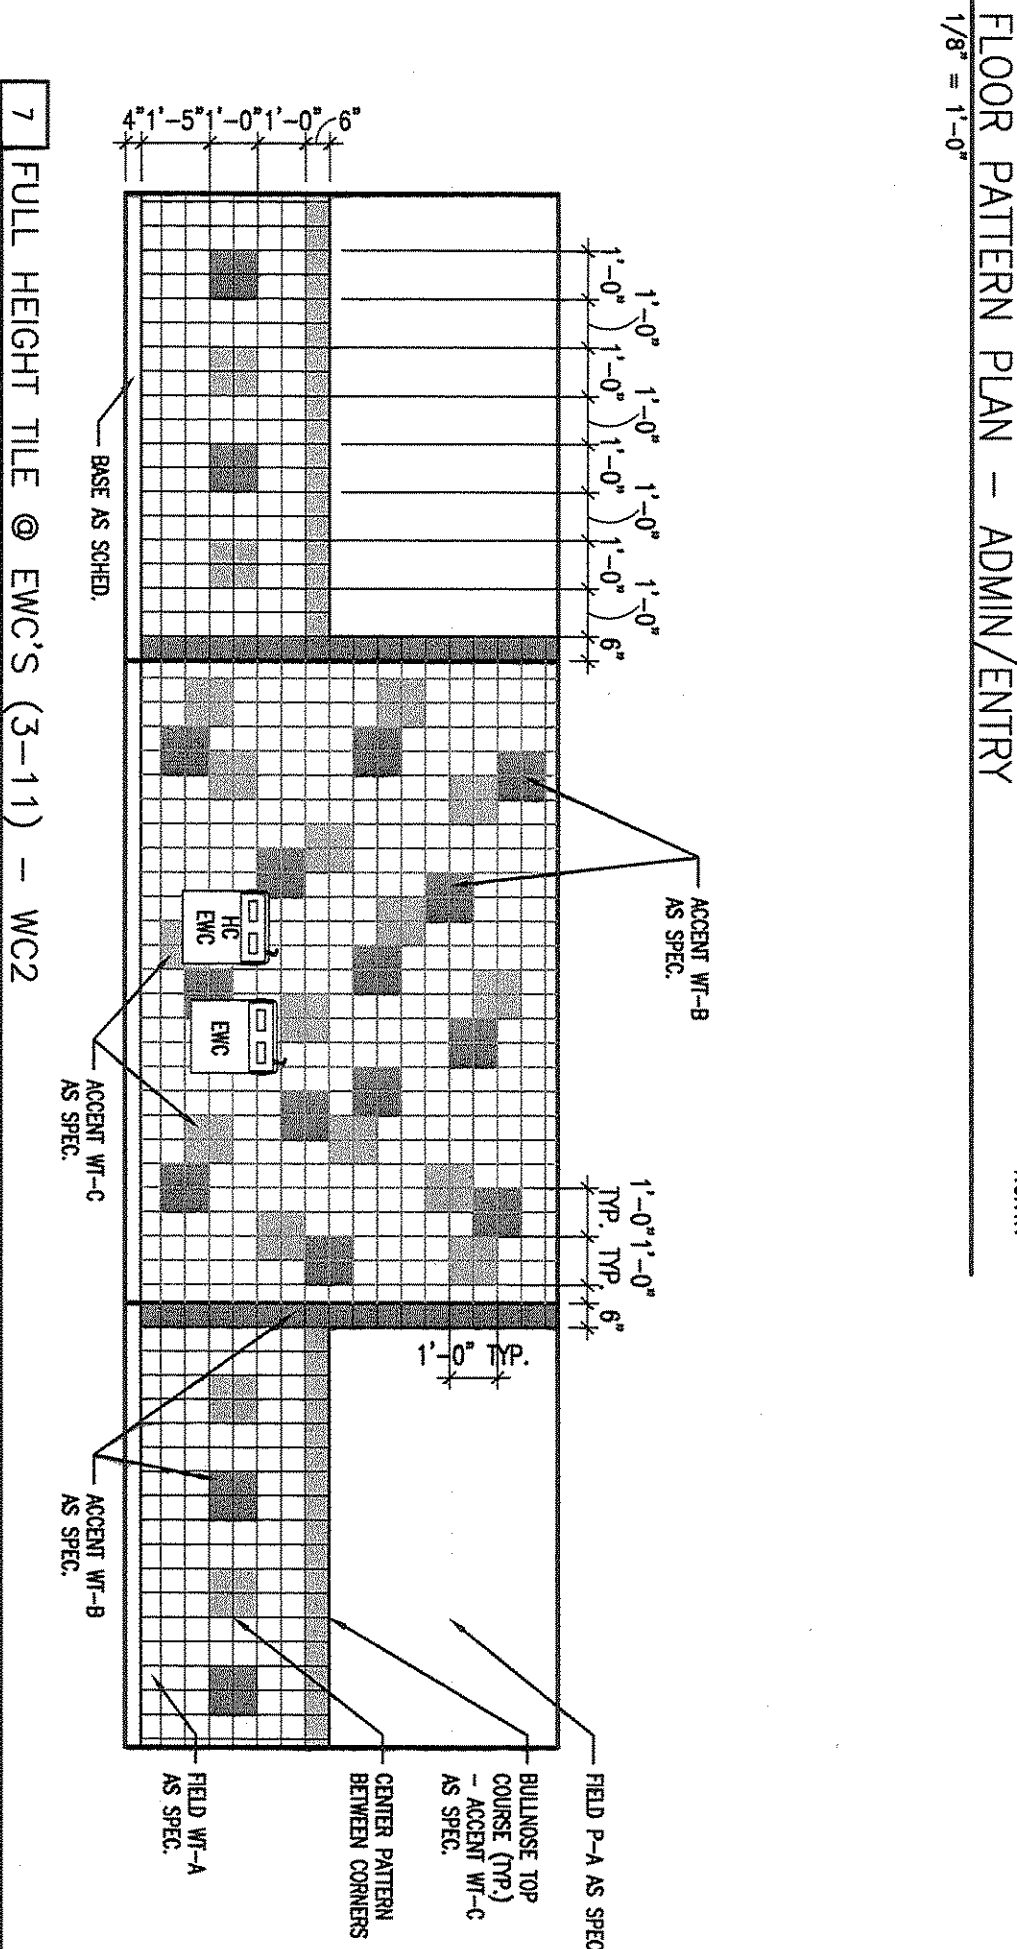 FLOOR PATTERN PLAN – ADMIN/ENTRY
1/8" = 1'-0"
1'-0"
1'-0"
1'-0"
1'-0"
1'-0"
1'-0"
1'-0"
1'-0"
6"
1'-0"
TYP.
1'-0"
TYP.
6"
1'-0" TYP.
6"
1'-0"
1'-0"
1'-5"
4"
ACCENT WT-B
AS SPEC.
HC
EWC
EWC
FIELD P-A AS SPEC
BULLNOSE TOP
COURSE (TYP.)
– ACCENT WT-C
AS SPEC.
CENTER PATTERN
BETWEEN CORNERS
FIELD WT-A
AS SPEC.
BASE AS SCHED.
ACCENT WT-C
AS SPEC.
ACCENT WT-B
AS SPEC.
7
FULL HEIGHT TILE @ EWC'S (3-11) – WC2